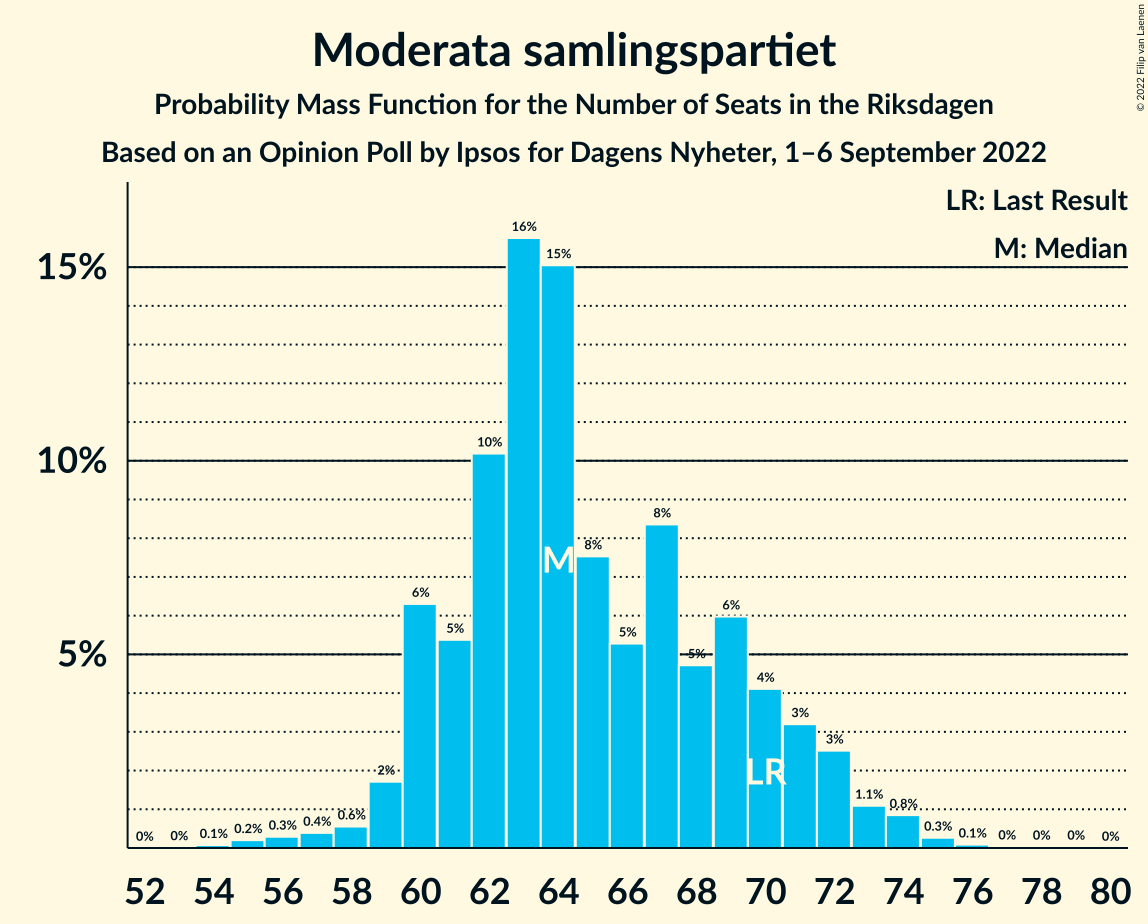 Moderata samlingspartiet
Probability Mass Function for the Number of Seats in the Riksdagen
Based on an Opinion Poll by Ipsos for Dagens Nyheter, 1–6 September 2022
© 2022 Filip van Laenen
LR: Last Result
M: Median
15%
10%
5%
0% 0% 0.1% 0.2% 0.3% 0.4% 0.6% 2% 6% 5% 10% 16% 15% 8% 5% 8% 5% 6% 4% 3% 3% 1.1% 0.8% 0.3% 0.1% 0% 0% 0% 0%
M
LR
52 54 56 58 60 62 64 66 68 70 72 74 76 78 80